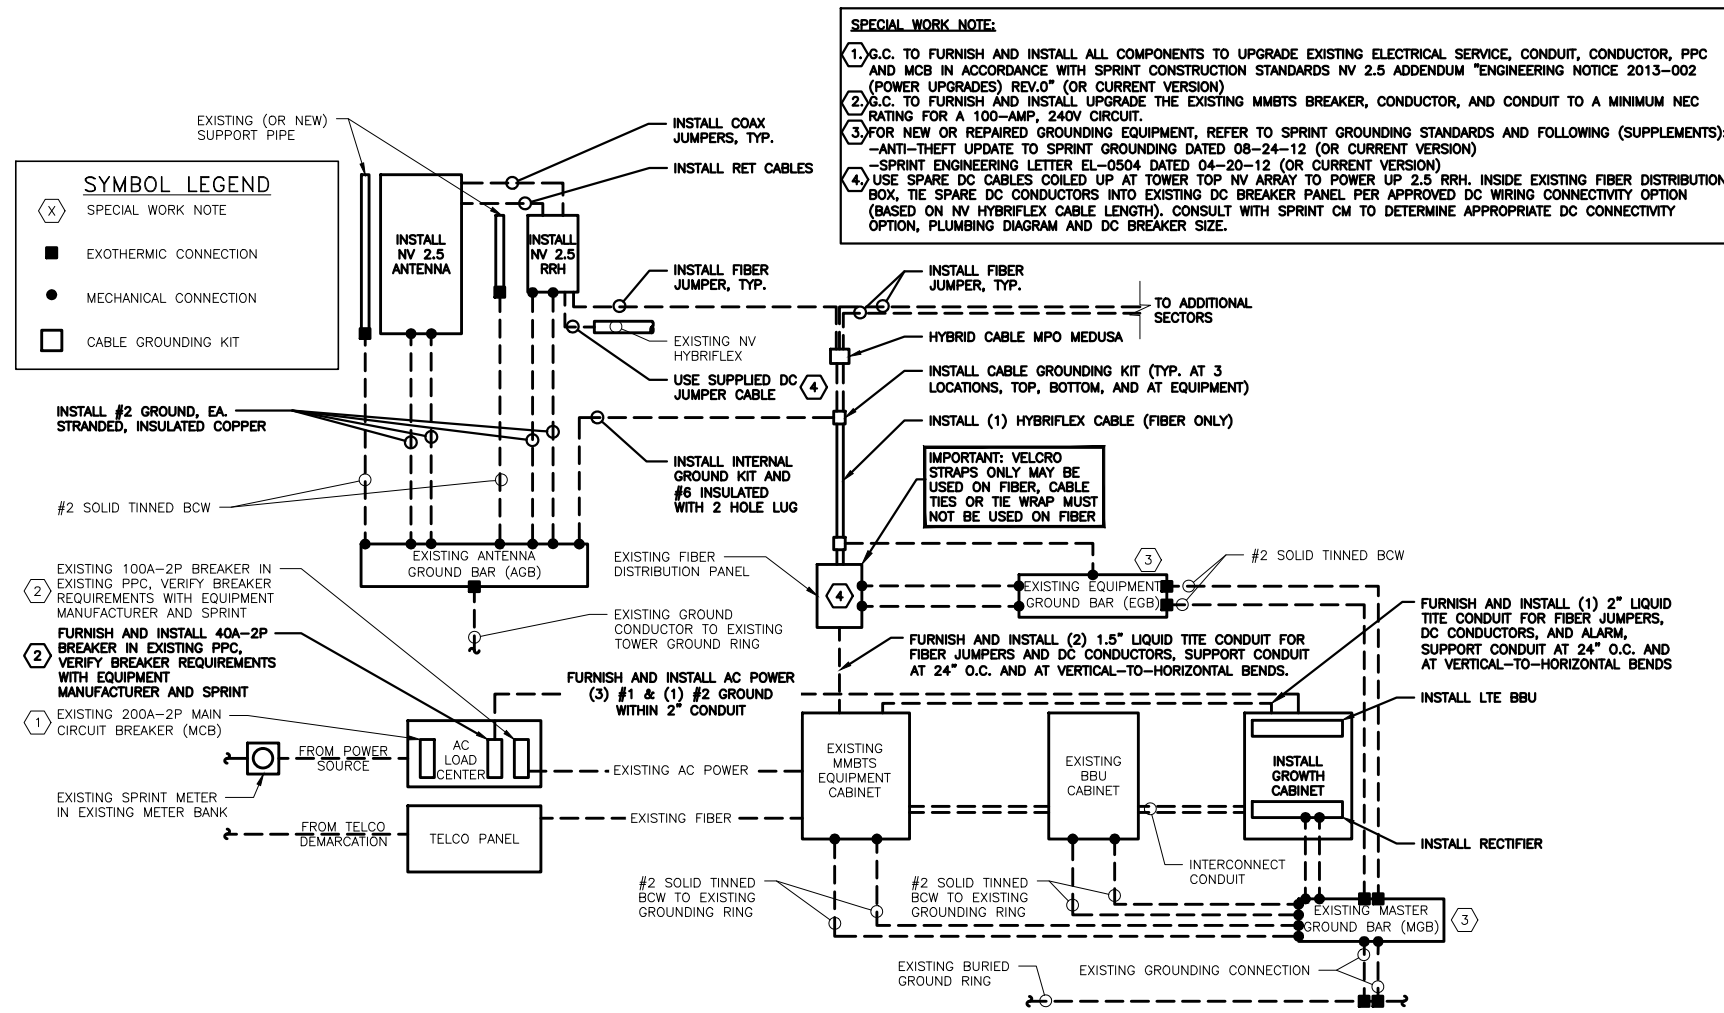 SPECIAL WORK NOTE:
1. G.C. TO FURNISH AND INSTALL ALL COMPONENTS TO UPGRADE EXISTING ELECTRICAL SERVICE, CONDUIT, CONDUCTOR, PPC
AND MCB IN ACCORDANCE WITH SPRINT CONSTRUCTION STANDARDS NV 2.5 ADDENDUM "ENGINEERING NOTICE 2013-002
(POWER UPGRADES) REV.0" (OR CURRENT VERSION)
2. G.C. TO FURNISH AND INSTALL UPGRADE THE EXISTING MMBTS BREAKER, CONDUCTOR, AND CONDUIT TO A MINIMUM NEC
RATING FOR A 100-AMP, 240V CIRCUIT.
3. FOR NEW OR REPAIRED GROUNDING EQUIPMENT, REFER TO SPRINT GROUNDING STANDARDS AND FOLLOWING (SUPPLEMENTS):
-ANTI-THEFT UPDATE TO SPRINT GROUNDING DATED 08-24-12 (OR CURRENT VERSION)
-SPRINT ENGINEERING LETTER EL-0504 DATED 04-20-12 (OR CURRENT VERSION)
4. USE SPARE DC CABLES COILED UP AT TOWER TOP NV ARRAY TO POWER UP 2.5 RRH. INSIDE EXISTING FIBER DISTRIBUTION
BOX, TIE SPARE DC CONDUCTORS INTO EXISTING DC BREAKER PANEL PER APPROVED DC WIRING CONNECTIVITY OPTION
(BASED ON NV HYBRIFLEX CABLE LENGTH). CONSULT WITH SPRINT CM TO DETERMINE APPROPRIATE DC CONNECTIVITY
OPTION, PLUMBING DIAGRAM AND DC BREAKER SIZE.
SYMBOL LEGEND
X SPECIAL WORK NOTE
EXOTHERMIC CONNECTION
MECHANICAL CONNECTION
CABLE GROUNDING KIT
EXISTING (OR NEW)
SUPPORT PIPE
INSTALL COAX
JUMPERS, TYP.
INSTALL RET CABLES
INSTALL
NV 2.5
ANTENNA
INSTALL
NV 2.5
RRH
INSTALL FIBER
JUMPER, TYP.
INSTALL FIBER
JUMPER, TYP.
TO ADDITIONAL
SECTORS
EXISTING NV
HYBRIFLEX
HYBRID CABLE MPO MEDUSA
USE SUPPLIED DC
JUMPER CABLE
4
INSTALL CABLE GROUNDING KIT (TYP. AT 3
LOCATIONS, TOP, BOTTOM, AND AT EQUIPMENT)
INSTALL #2 GROUND, EA.
STRANDED, INSULATED COPPER
INSTALL (1) HYBRIFLEX CABLE (FIBER ONLY)
INSTALL INTERNAL
GROUND KIT AND
#6 INSULATED
WITH 2 HOLE LUG
IMPORTANT: VELCRO
STRAPS ONLY MAY BE
USED ON FIBER, CABLE
TIES OR TIE WRAP MUST
NOT BE USED ON FIBER
#2 SOLID TINNED BCW
EXISTING ANTENNA
GROUND BAR (AGB)
EXISTING FIBER
DISTRIBUTION PANEL
4
3
#2 SOLID TINNED BCW
EXISTING EQUIPMENT
GROUND BAR (EGB)
2
EXISTING 100A-2P BREAKER IN
EXISTING PPC, VERIFY BREAKER
REQUIREMENTS WITH EQUIPMENT
MANUFACTURER AND SPRINT
2
FURNISH AND INSTALL 40A-2P
BREAKER IN EXISTING PPC,
VERIFY BREAKER REQUIREMENTS
WITH EQUIPMENT
MANUFACTURER AND SPRINT
EXISTING GROUND
CONDUCTOR TO EXISTING
TOWER GROUND RING
FURNISH AND INSTALL (1) 2" LIQUID
TITE CONDUIT FOR FIBER JUMPERS,
DC CONDUCTORS, AND ALARM,
SUPPORT CONDUIT AT 24" O.C. AND
AT VERTICAL-TO-HORIZONTAL BENDS
FURNISH AND INSTALL (2) 1.5" LIQUID TITE CONDUIT FOR
FIBER JUMPERS AND DC CONDUCTORS, SUPPORT CONDUIT
AT 24" O.C. AND AT VERTICAL-TO-HORIZONTAL BENDS.
FURNISH AND INSTALL AC POWER
(3) #1 & (1) #2 GROUND
WITHIN 2" CONDUIT
INSTALL LTE BBU
1
EXISTING 200A-2P MAIN
CIRCUIT BREAKER (MCB)
FROM POWER
SOURCE
AC
LOAD
CENTER
EXISTING AC POWER
EXISTING
MMBTS
EQUIPMENT
CABINET
EXISTING
BBU
CABINET
INSTALL
GROWTH
CABINET
EXISTING SPRINT METER
IN EXISTING METER BANK
FROM TELCO
DEMARCATION
TELCO PANEL
EXISTING FIBER
INSTALL RECTIFIER
INTERCONNECT
CONDUIT
#2 SOLID TINNED
BCW TO EXISTING
GROUNDING RING
#2 SOLID TINNED
BCW TO EXISTING
GROUNDING RING
EXISTING MASTER
GROUND BAR (MGB)
3
EXISTING BURIED
GROUND RING
EXISTING GROUNDING CONNECTION